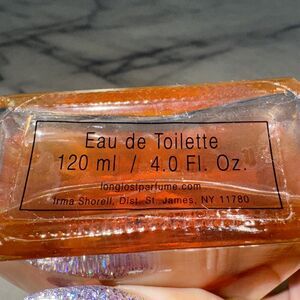 Eau de Toilette
120 ml / 4.0 Fl. Oz.
longlostperfume.com
Irma Shorell, Dist. St. James, NY 11780